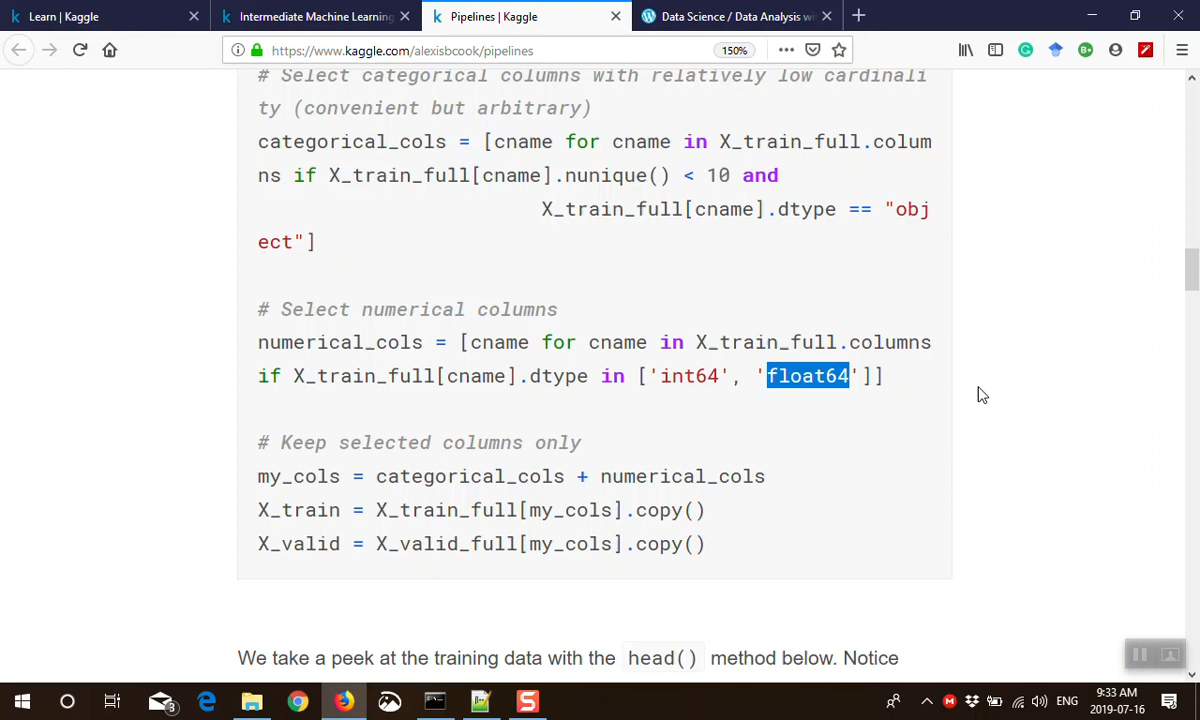 Learn | Kaggle
Intermediate Machine Learning
Pipelines | Kaggle
Data Science / Data Analysis wi
https://www.kaggle.com/alexisbcook/pipelines
150%
# Select categorical columns with relatively low cardinali
ty (convenient but arbitrary)
categorical_cols = [cname for cname in X_train_full.colum
ns if X_train_full[cname].nunique() < 10 and
X_train_full[cname].dtype == "obj
ect"]
# Select numerical columns
numerical_cols = [cname for cname in X_train_full.columns
if X_train_full[cname].dtype in ['int64', 'float64']]
# Keep selected columns only
my_cols = categorical_cols + numerical_cols
X_train = X_train_full[my_cols].copy()
X_valid = X_valid_full[my_cols].copy()
We take a peek at the training data with the head() method below. Notice
3
ENG
9:33 AM
2019-07-16